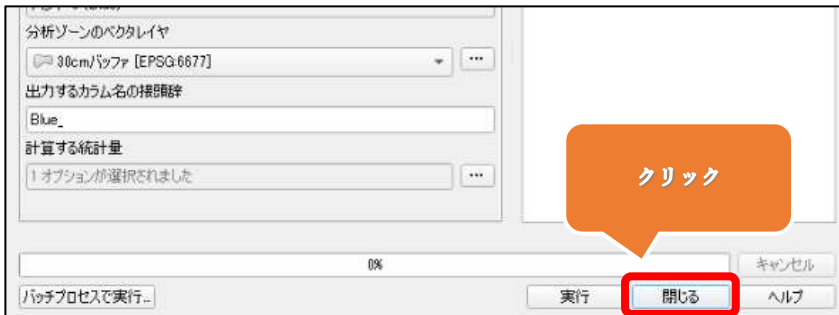 分析ゾーンのベクタレイヤ
30cmバッファ [EPSG:6677]
...
出力するカラム名の接頭辞
Blue_
計算する統計量
1 オプションが選択されました
...
クリック
0%
キャンセル
バッチプロセスで実行...
実行
閉じる
ヘルプ